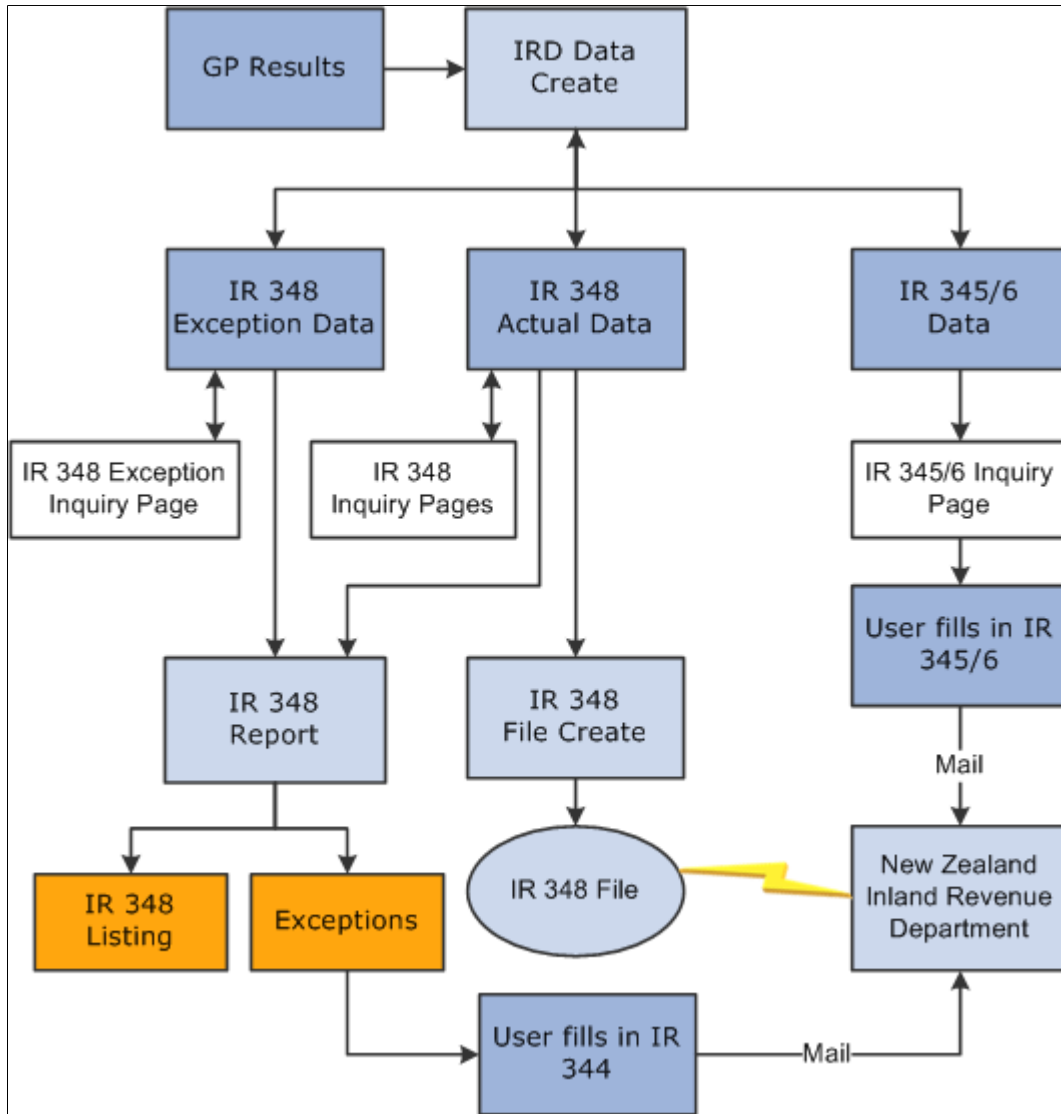 GP Results
IRD Data
Create
IR 348
Exception Data
IR 348
Actual Data
IR 345/6
Data
IR 348 Exception
Inquiry Page
IR 348
Inquiry Pages
IR 345/6 Inquiry
Page
User fills in IR
345/6
IR 348
Report
IR 348
File Create
Mail
IR 348
Listing
Exceptions
IR 348 File
New Zealand
Inland Revenue
Department
User fills in IR
344
Mail